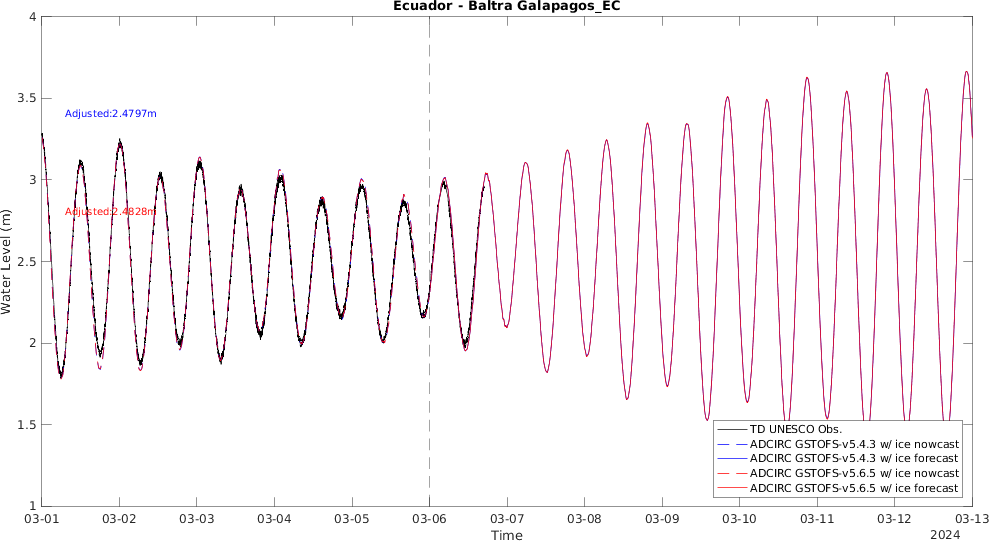 Ecuador - Baltra Galapagos_EC
4
3.5
3
2.5
2
1.5
1
Water Level (m)
Adjusted:2.4797m
Adjusted:2.4828m
TD UNESCO Obs.
ADCIRC GSTOFS-v5.4.3 w/ ice nowcast
ADCIRC GSTOFS-v5.4.3 w/ ice forecast
ADCIRC GSTOFS-v5.6.5 w/ ice nowcast
ADCIRC GSTOFS-v5.6.5 w/ ice forecast
03-01 03-02 03-03 03-04 03-05 03-06 03-07 03-08 03-09 03-10 03-11 03-12 03-13
Time
2024